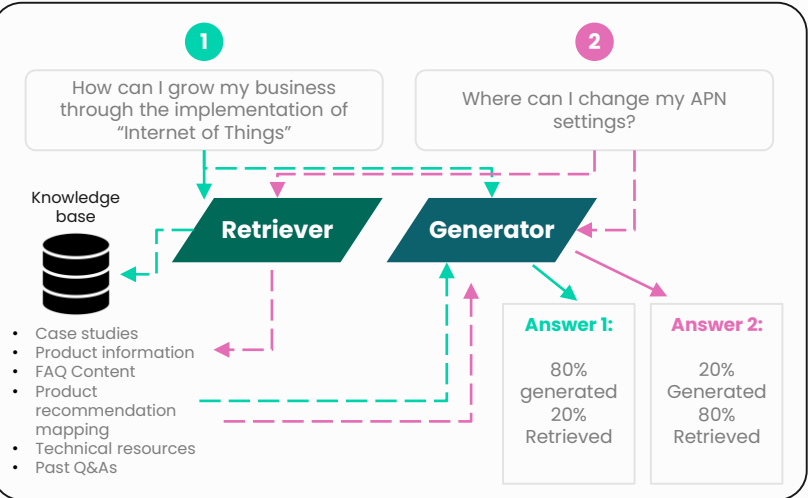 1
2
How can I grow my business
through the implementation of
“Internet of Things”
Where can I change my APN
settings?
Knowledge
base
Retriever
Generator
• Case studies
• Product information
• FAQ Content
• Product
recommendation
mapping
• Technical resources
• Past Q&As
Answer 1:
80%
generated
20%
Retrieved
Answer 2:
20%
Generated
80%
Retrieved